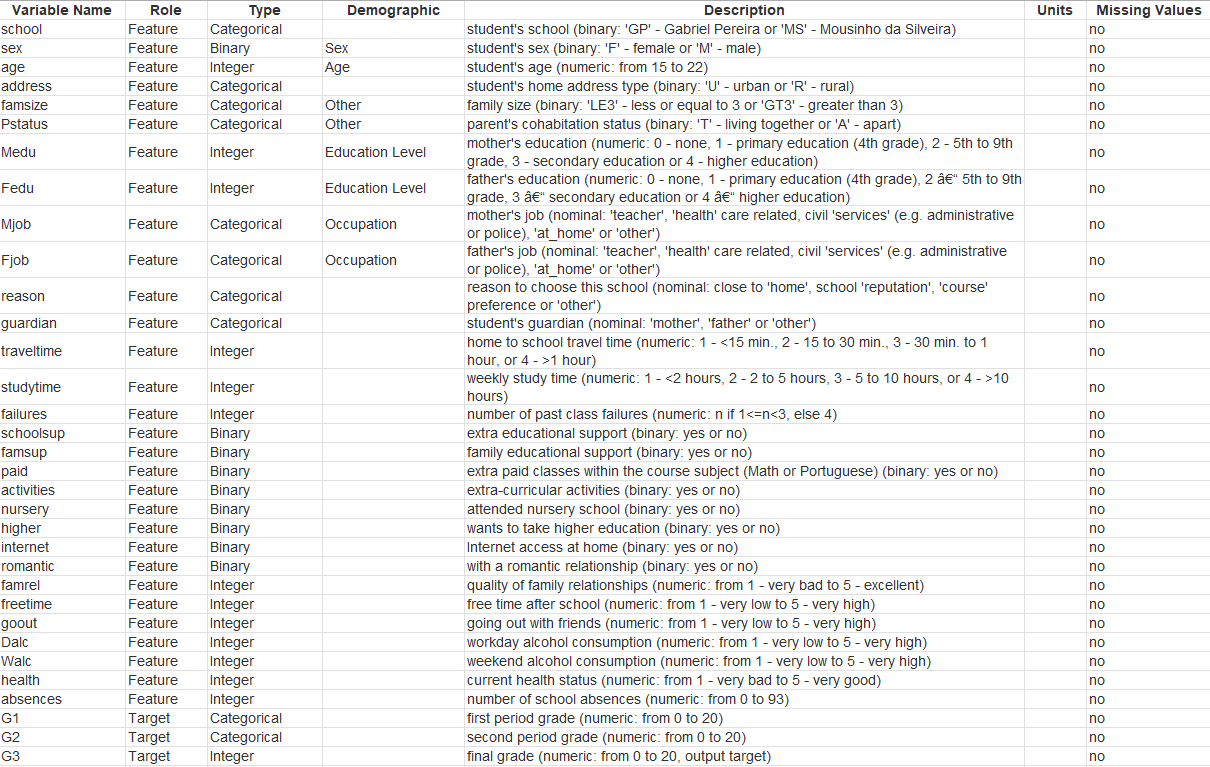 Variable Name Role Type Demographic Description Units Missing Values
school Feature Categorical student's school (binary: 'GP' - Gabriel Pereira or 'MS' - Mousinho da Silveira) no
sex Feature Binary Sex student's sex (binary: 'F' - female or 'M' - male) no
age Feature Integer Age student's age (numeric: from 15 to 22) no
address Feature Categorical student's home address type (binary: 'U' - urban or 'R' - rural) no
famsize Feature Categorical Other family size (binary: 'LE3' - less or equal to 3 or 'GT3' - greater than 3) no
Pstatus Feature Categorical Other parent's cohabitation status (binary: 'T' - living together or 'A' - apart) no
Medu Feature Integer Education Level mother's education (numeric: 0 - none, 1 - primary education (4th grade), 2 - 5th to 9th
grade, 3 - secondary education or 4 - higher education) no
Fedu Feature Integer Education Level father's education (numeric: 0 - none, 1 - primary education (4th grade), 2 â€“ 5th to 9th
grade, 3 â€“ secondary education or 4 â€“ higher education) no
Mjob Feature Categorical Occupation mother's job (nominal: 'teacher', 'health' care related, civil 'services' (e.g. administrative
or police), 'at_home' or 'other') no
Fjob Feature Categorical Occupation father's job (nominal: 'teacher', 'health' care related, civil 'services' (e.g. administrative
or police), 'at_home' or 'other') no
reason Feature Categorical reason to choose this school (nominal: close to 'home', school 'reputation', 'course'
preference or 'other') no
guardian Feature Categorical student's guardian (nominal: 'mother', 'father' or 'other') no
traveltime Feature Integer home to school travel time (numeric: 1 - <15 min., 2 - 15 to 30 min., 3 - 30 min. to 1
hour, or 4 - >1 hour) no
studytime Feature Integer weekly study time (numeric: 1 - <2 hours, 2 - 2 to 5 hours, 3 - 5 to 10 hours, or 4 - >10
hours) no
failures Feature Integer number of past class failures (numeric: n if 1<=n<3, else 4) no
schoolsup Feature Binary extra educational support (binary: yes or no) no
famsup Feature Binary family educational support (binary: yes or no) no
paid Feature Binary extra paid classes within the course subject (Math or Portuguese) (binary: yes or no) no
activities Feature Binary extra-curricular activities (binary: yes or no) no
nursery Feature Binary attended nursery school (binary: yes or no) no
higher Feature Binary wants to take higher education (binary: yes or no) no
internet Feature Binary Internet access at home (binary: yes or no) no
romantic Feature Binary with a romantic relationship (binary: yes or no) no
famrel Feature Integer quality of family relationships (numeric: from 1 - very bad to 5 - excellent) no
freetime Feature Integer free time after school (numeric: from 1 - very low to 5 - very high) no
goout Feature Integer going out with friends (numeric: from 1 - very low to 5 - very high) no
Dalc Feature Integer workday alcohol consumption (numeric: from 1 - very low to 5 - very high) no
Walc Feature Integer weekend alcohol consumption (numeric: from 1 - very low to 5 - very high) no
health Feature Integer current health status (numeric: from 1 - very bad to 5 - very good) no
absences Feature Integer number of school absences (numeric: from 0 to 93) no
G1 Target Categorical first period grade (numeric: from 0 to 20) no
G2 Target Categorical second period grade (numeric: from 0 to 20) no
G3 Target Integer final grade (numeric: from 0 to 20, output target) no